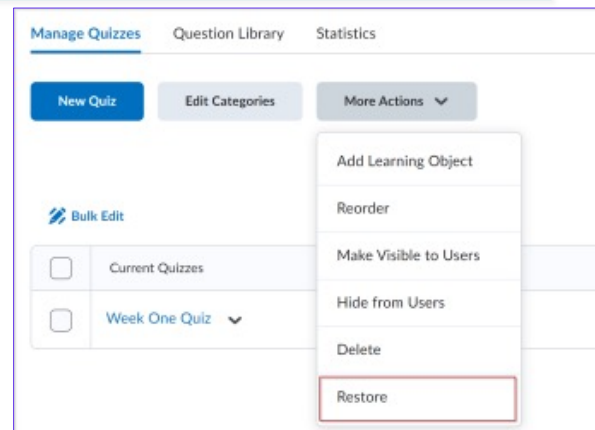 Manage Quizzes Question Library Statistics
New Quiz Edit Categories More Actions
Add Learning Object
Reorder
Bulk Edit
Make Visible to Users
Current Quizzes
Hide from Users
Week One Quiz
Delete
Restore